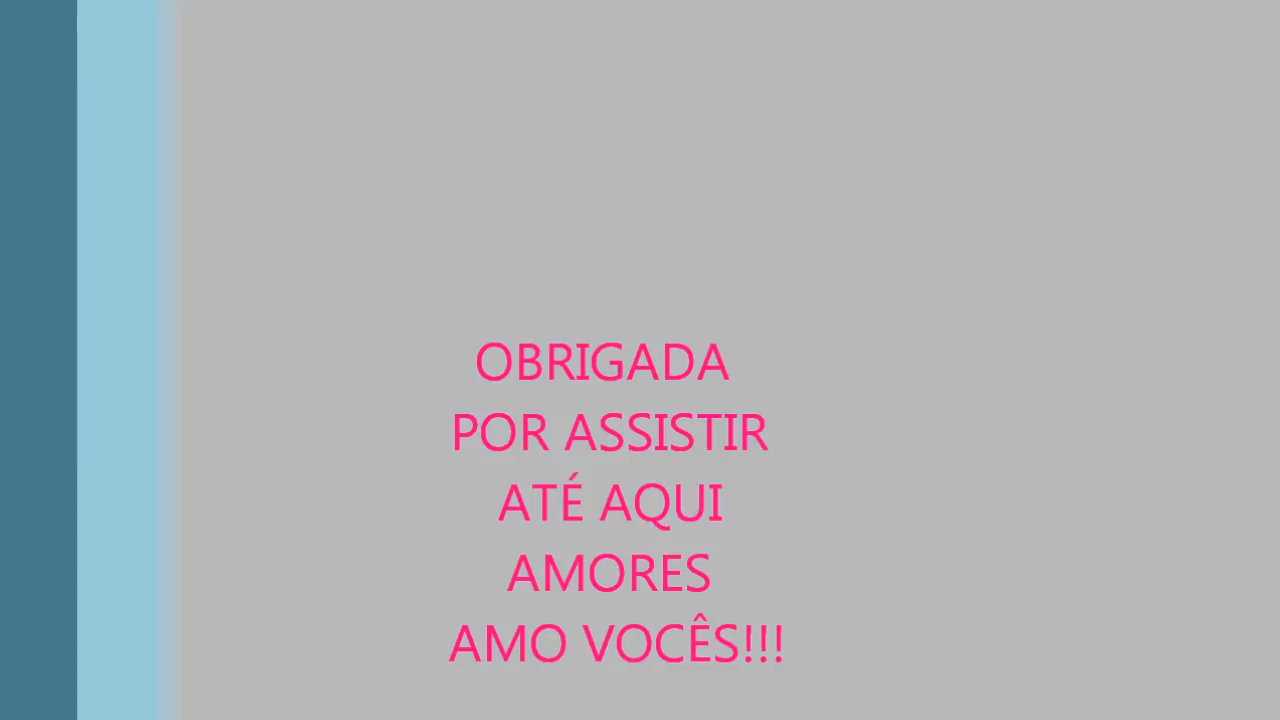 OBRIGADA
POR ASSISTIR
ATÉ AQUI
AMORES
AMO VOCÊS!!!